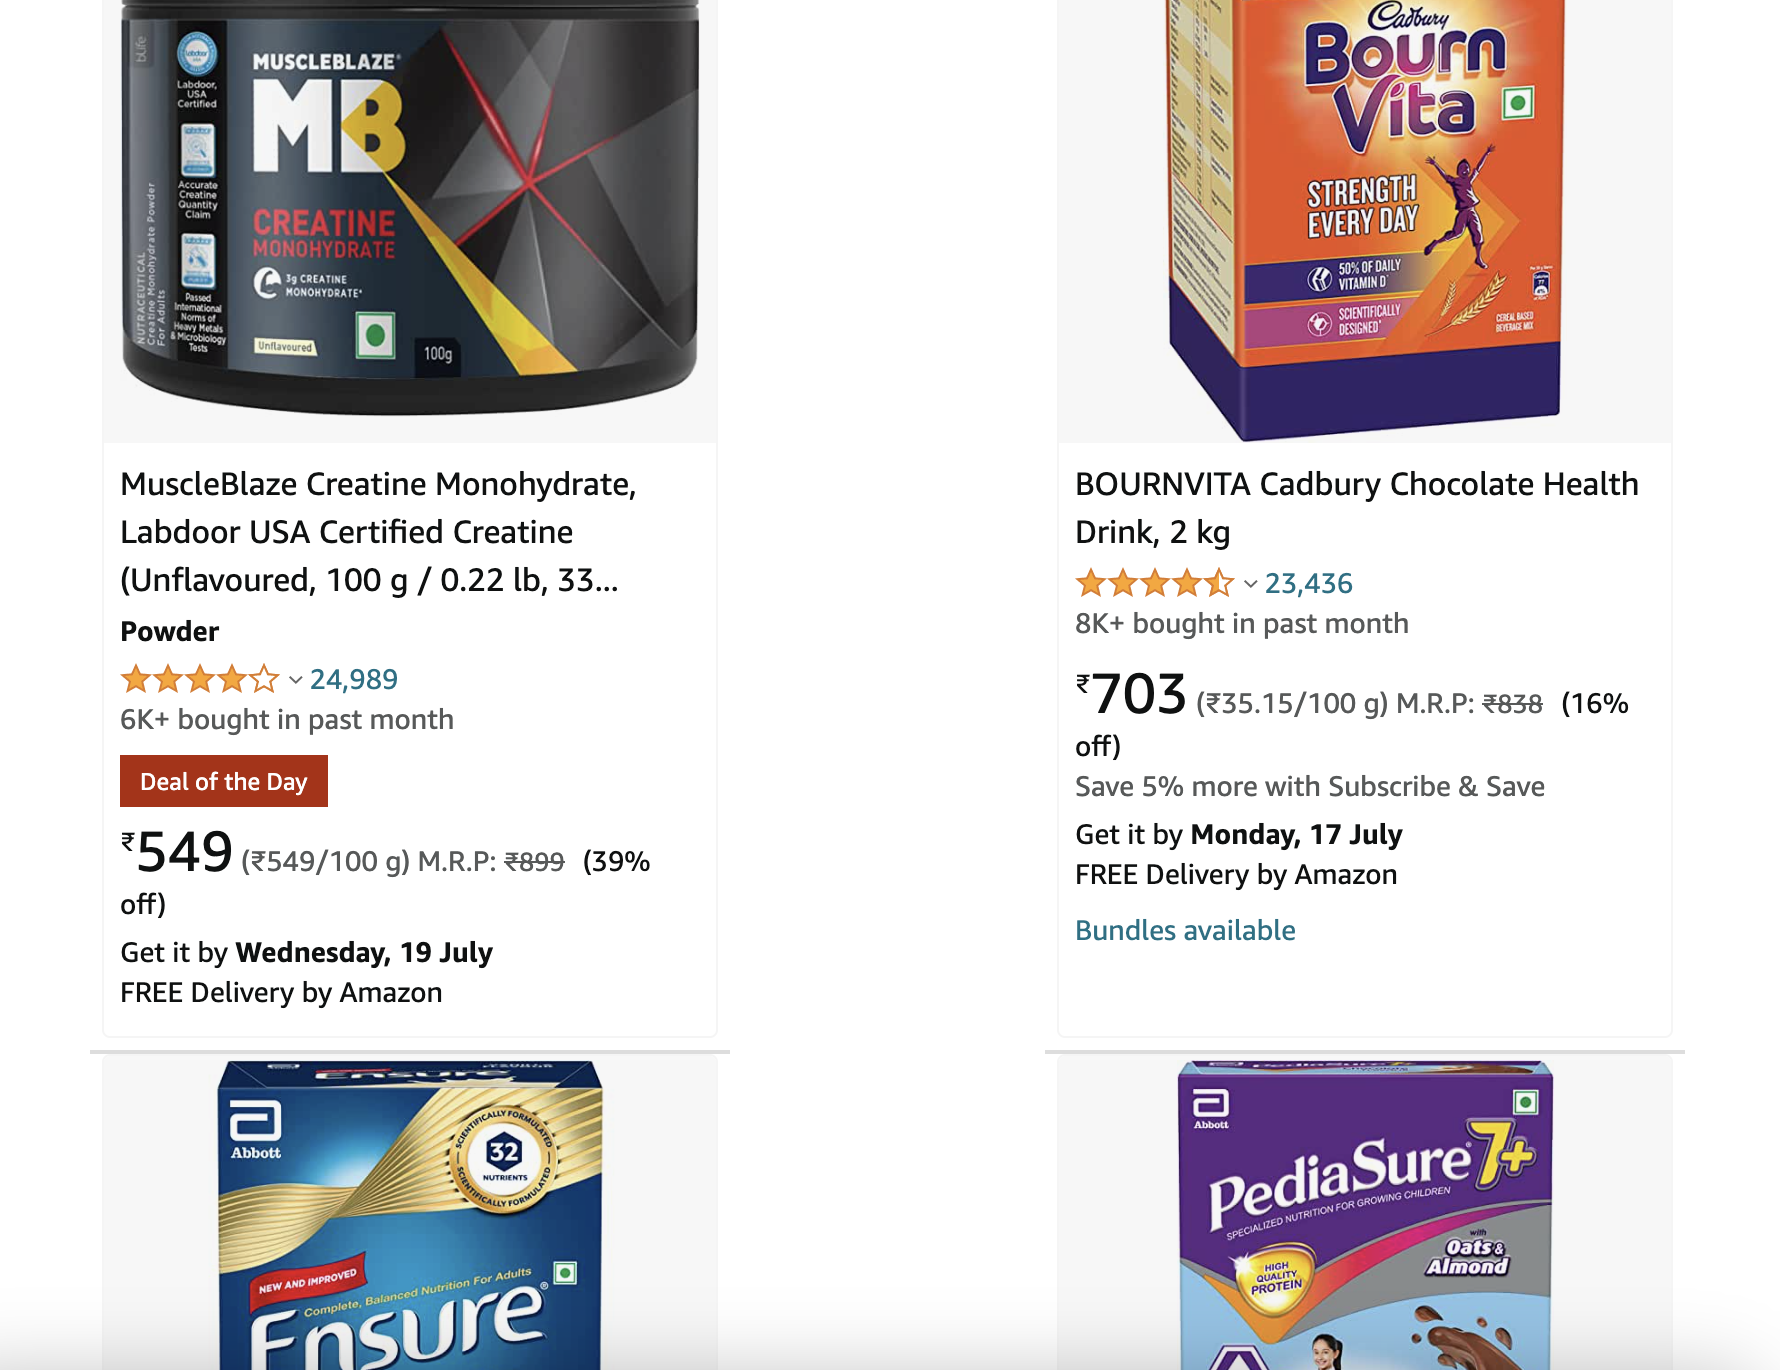 bLife
Labdoor,
USA
Certified
Accurate
Creatine
Quantity
Claim
Passed
International
Norms of
Heavy Metals
& Microbiology
Tests
NUTRACEUTICAL
Creatine Monohydrate Powder
For Adults
MUSCLEBLAZE
MB
CREATINE
MONOHYDRATE
3g CREATINE
MONOHYDRATE*
Unflavoured
100g
Cadbury
Bourn
Vita
STRENGTH
EVERY DAY
50% OF DAILY
VITAMIN D
SCIENTIFICALLY
DESIGNED
CEREAL BASED
BEVERAGE MIX
MuscleBlaze Creatine Monohydrate,
Labdoor USA Certified Creatine
(Unflavoured, 100 g / 0.22 lb, 33...
Powder
24,989
6K+ bought in past month
Deal of the Day
₹549 (₹549/100 g) M.R.P: ₹899 (39%
off)
Get it by Wednesday, 19 July
FREE Delivery by Amazon
BOURNVITA Cadbury Chocolate Health
Drink, 2 kg
23,436
8K+ bought in past month
₹703 (₹35.15/100 g) M.R.P: ₹838 (16%
off)
Save 5% more with Subscribe & Save
Get it by Monday, 17 July
FREE Delivery by Amazon
Bundles available
Ensure
Abbott
SCIENTIFICALLY FORMULATED
32
NUTRIENTS
SCIENTIFICALLY FORMULATED
NEW AND IMPROVED
Complete, Balanced Nutrition For Adults
Ensure®
Abbott
PediaSure 7+
SPECIALIZED NUTRITION FOR GROWING CHILDREN
with
Oats &
Almond
HIGH
QUALITY
PROTEIN